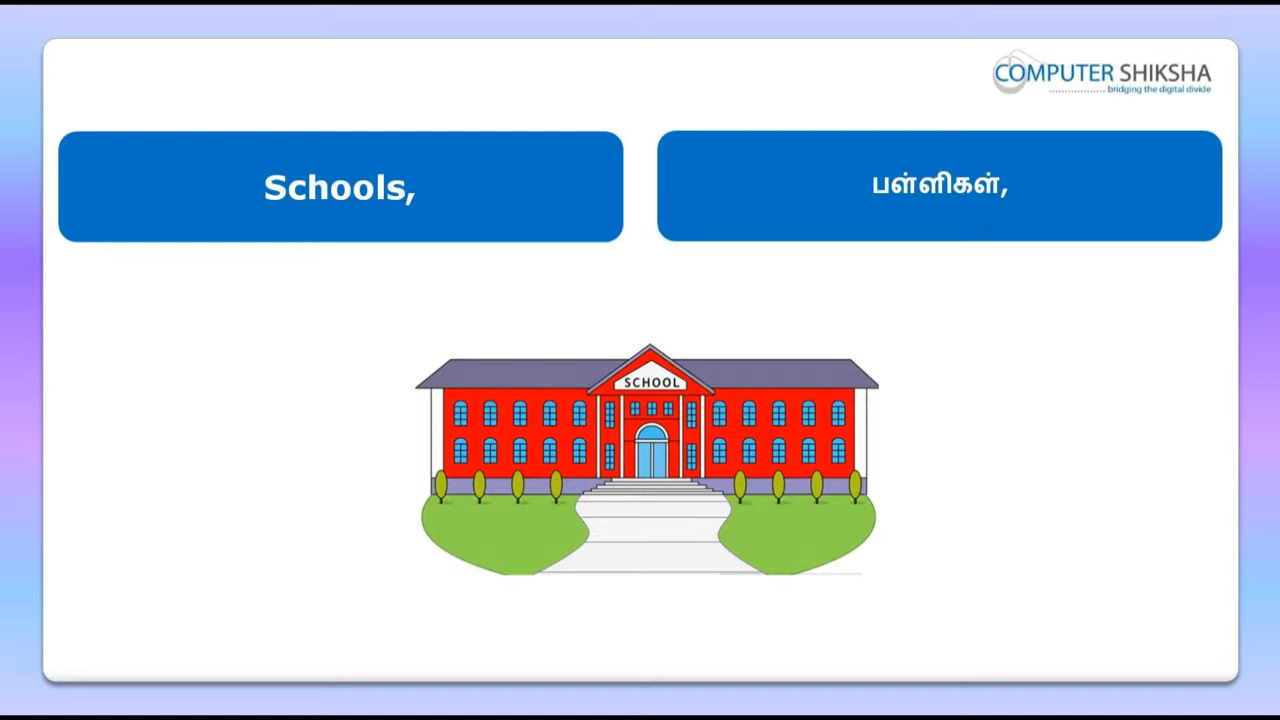 COMPUTER SHIKSHA
bridging the digital divide
Schools,
பள்ளிகள்,
SCHOOL